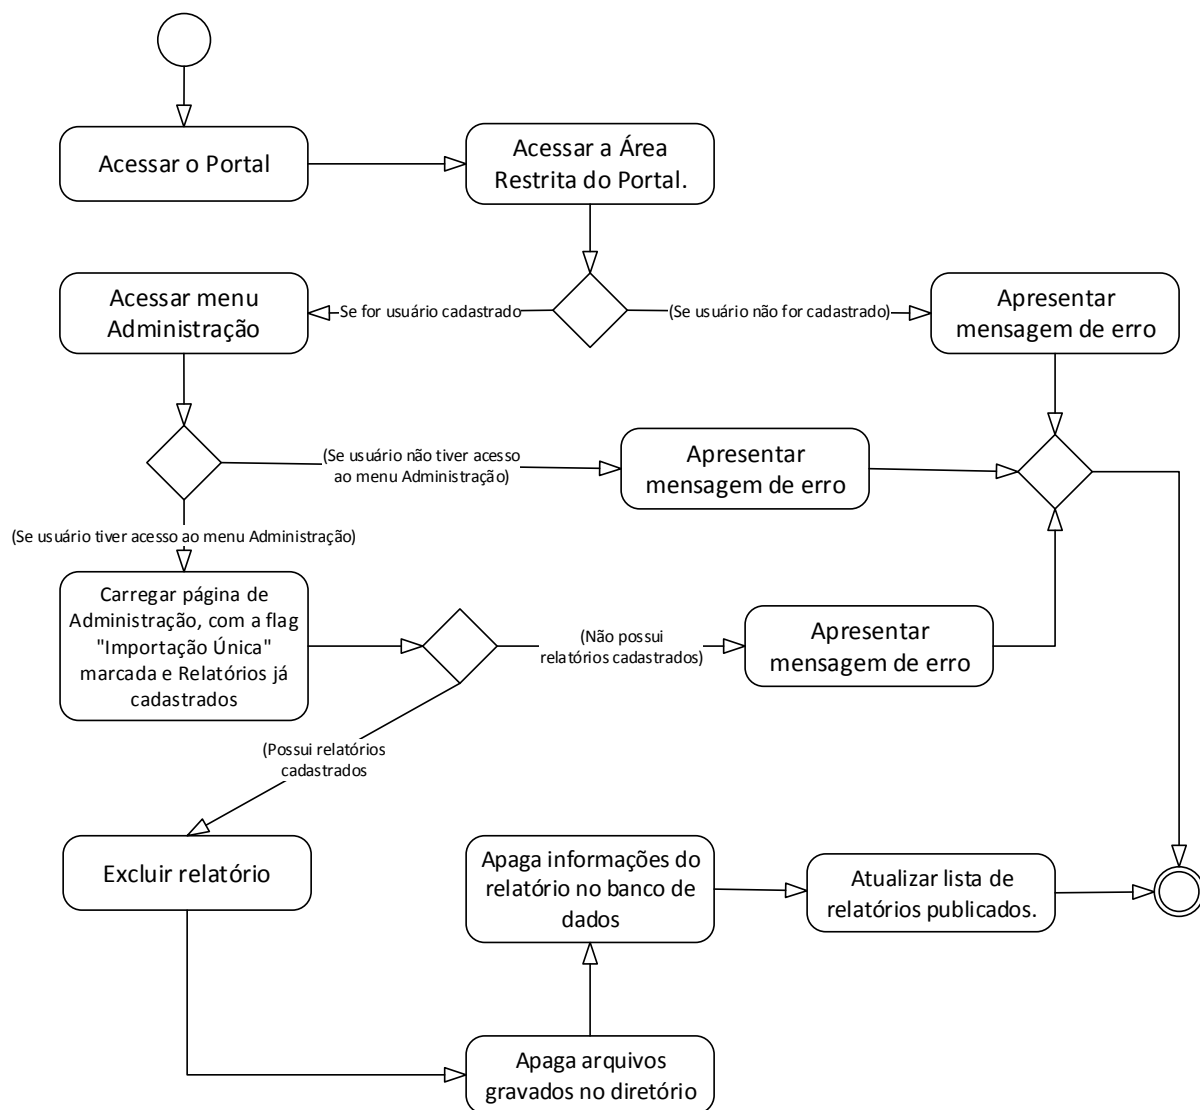 Acessar o Portal
Acessar a Área
Restrita do Portal.
Acessar menu
Administração
Se for usuário cadastrado
(Se usuário não for cadastrado)
Apresentar
mensagem de erro
(Se usuário não tiver acesso
ao menu Administração)
Apresentar
mensagem de erro
(Se usuário tiver acesso ao menu Administração)
Carregar página de
Administração, com a flag
"Importação Única"
marcada e Relatórios já
cadastrados
(Não possui
relatórios cadastrados)
Apresentar
mensagem de erro
(Possui relatórios
cadastrados
Excluir relatório
Apaga informações do
relatório no banco de
dados
Atualizar lista de
relatórios publicados.
Apaga arquivos
gravados no diretório